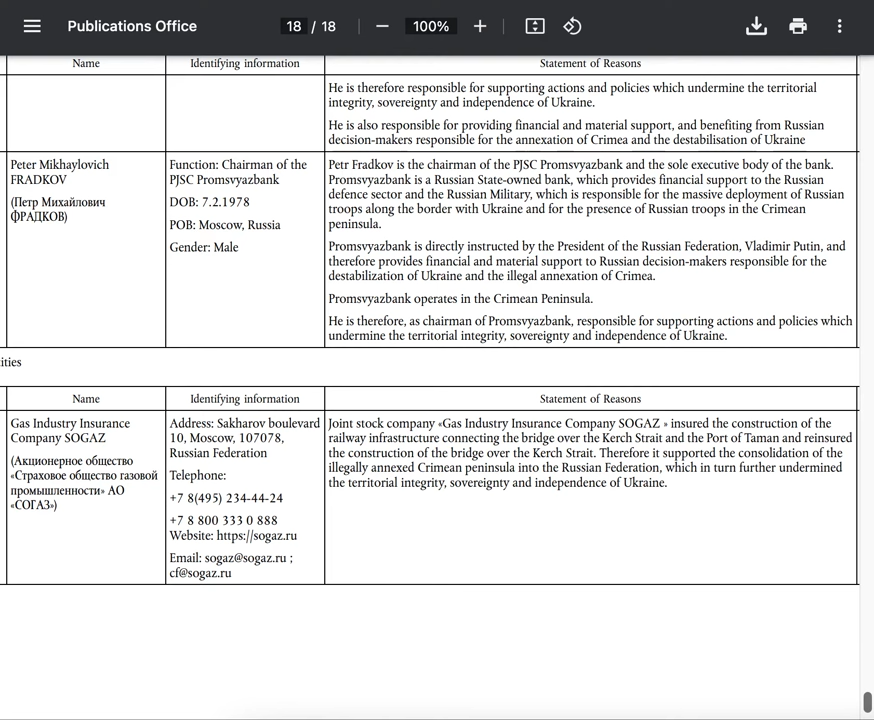 Publications Office
18 / 18
100%
Name
Identifying information
Statement of Reasons
He is therefore responsible for supporting actions and policies which undermine the territorial
integrity, sovereignty and independence of Ukraine.
He is also responsible for providing financial and material support, and benefiting from Russian
decision-makers responsible for the annexation of Crimea and the destabilisation of Ukraine
Peter Mikhaylovich
FRADKOV
(Петр Михайлович
ФРАДКОВ)
Function: Chairman of the
PJSC Promsvyazbank
DOB: 7.2.1978
POB: Moscow, Russia
Gender: Male
Petr Fradkov is the chairman of the PJSC Promsvyazbank and the sole executive body of the bank.
Promsvyazbank is a Russian State-owned bank, which provides financial support to the Russian
defence sector and the Russian Military, which is responsible for the massive deployment of Russian
troops along the border with Ukraine and for the presence of Russian troops in the Crimean
peninsula.
Promsvyazbank is directly instructed by the President of the Russian Federation, Vladimir Putin, and
therefore provides financial and material support to Russian decision-makers responsible for the
destabilization of Ukraine and the illegal annexation of Crimea.
Promsvyazbank operates in the Crimean Peninsula.
He is therefore, as chairman of Promsvyazbank, responsible for supporting actions and policies which
undermine the territorial integrity, sovereignty and independence of Ukraine.
ities
Name
Identifying information
Statement of Reasons
Gas Industry Insurance
Company SOGAZ
(Акционерное общество
«Страховое общество газовой
промышленности» АО
«СОГАЗ»)
Address: Sakharov boulevard
10, Moscow, 107078,
Russian Federation
Telephone:
+7 8(495) 234-44-24
+7 8 800 333 0 888
Website: https://sogaz.ru
Email: sogaz@sogaz.ru ;
cf@sogaz.ru
Joint stock company «Gas Industry Insurance Company SOGAZ » insured the construction of the
railway infrastructure connecting the bridge over the Kerch Strait and the Port of Taman and reinsured
the construction of the bridge over the Kerch Strait. Therefore it supported the consolidation of the
illegally annexed Crimean peninsula into the Russian Federation, which in turn further undermined
the territorial integrity, sovereignty and independence of Ukraine.